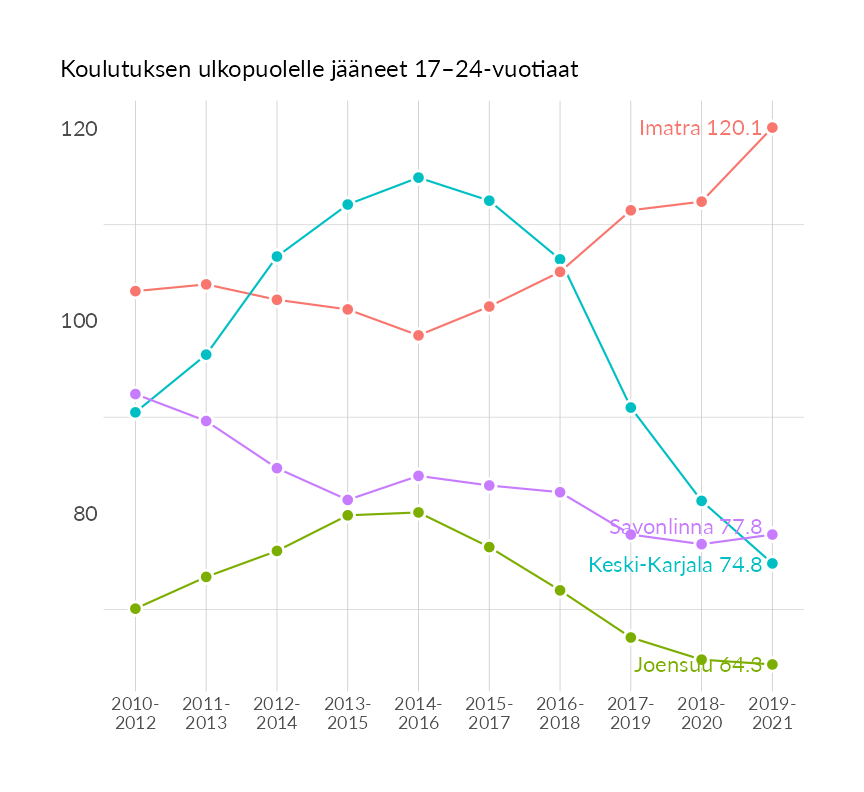 Koulutuksen ulkopuolelle jääneet 17–24-vuotiaat
120
Imatra 120.1
100
80
Savonlinna 77.8
Keski-Karjala 74.8
Joensuu 64.3
2010- 2011- 2012- 2013- 2014- 2015- 2016- 2017- 2018- 2019-
2012 2013 2014 2015 2016 2017 2018 2019 2020 2021